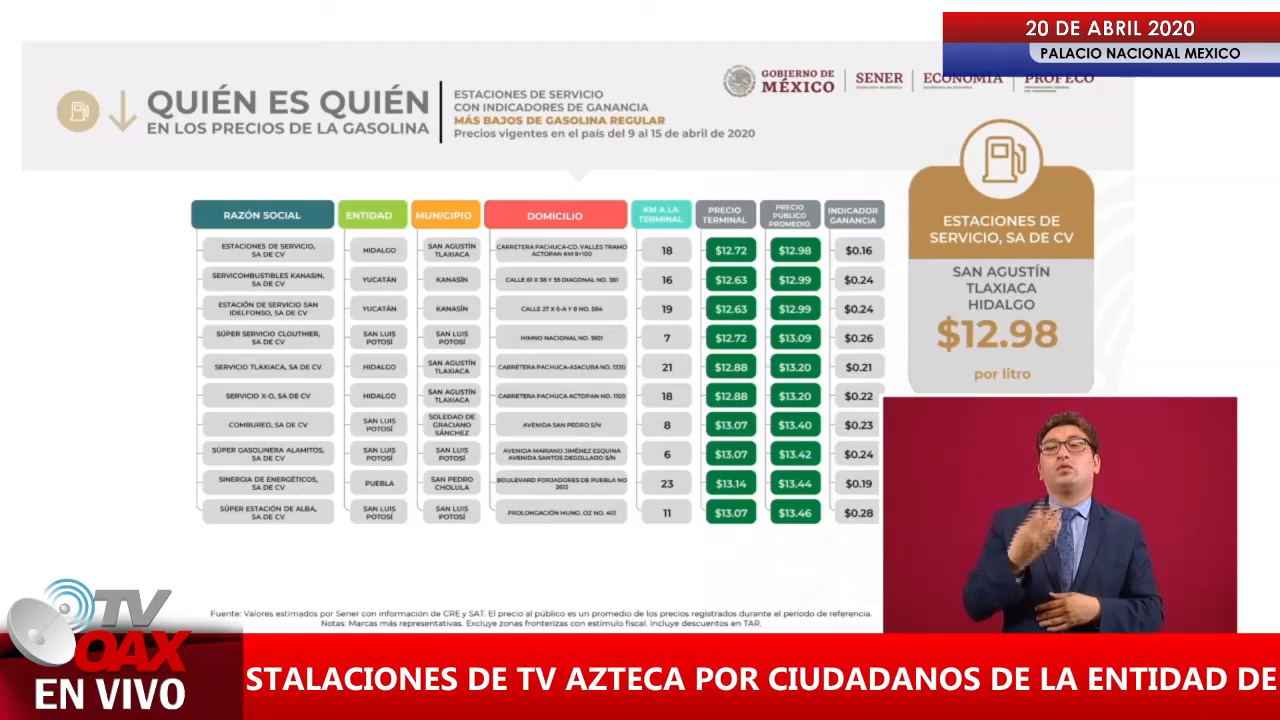 20 DE ABRIL 2020
PALACIO NACIONAL MEXICO
GOBIERNO DE
MÉXICO
SENER
ECONOMÍA
PROFECO
QUIÉN ES QUIÉN
EN LOS PRECIOS DE LA GASOLINA
ESTACIONES DE SERVICIO
CON INDICADORES DE GANANCIA
MÁS BAJOS DE GASOLINA REGULAR
Precios vigentes en el país del 9 al 15 de abril de 2020
RAZÓN SOCIAL ENTIDAD MUNICIPIO DOMICILIO KM A LA TERMINAL PRECIO TERMINAL PRECIO PÚBLICO PROMEDIO INDICADOR GANANCIA
ESTACIONES DE SERVICIO, SA DE CV HIDALGO SAN AGUSTÍN TLAXIACA CARRETERA PACHUCA-CD. VALLES TRAMO ACTOPAN KM 9+100 18 $12.72 $12.98 $0.16
SERVICOMBUSTIBLES KANASIN, SA DE CV YUCATÁN KANASÍN CALLE 61 X 38 Y 55 DIAGONAL NO. 381 16 $12.63 $12.99 $0.24
ESTACIÓN DE SERVICIO SAN IDELFONSO, SA DE CV YUCATÁN KANASÍN CALLE 27 X 6-A Y 8 NO. 584 19 $12.63 $12.99 $0.24
SÚPER SERVICIO CLOUTHIER, SA DE CV SAN LUIS POTOSÍ SAN LUIS POTOSÍ HIMNO NACIONAL NO. 1901 7 $12.72 $13.09 $0.26
SERVICIO TLAXIACA, SA DE CV HIDALGO SAN AGUSTÍN TLAXIACA CARRETERA PACHUCA-AJACUBA NO. 1330 21 $12.88 $13.20 $0.21
SERVICIO X-O, SA DE CV HIDALGO SAN AGUSTÍN TLAXIACA CARRETERA PACHUCA ACTOPAN NO. 1100 18 $12.88 $13.20 $0.22
COMBURED, SA DE CV SAN LUIS POTOSÍ SOLEDAD DE GRACIANO SÁNCHEZ AVENIDA SAN PEDRO S/N 8 $13.07 $13.40 $0.23
SÚPER GASOLINERA ALAMITOS, SA DE CV SAN LUIS POTOSÍ SAN LUIS POTOSÍ AVENIDA MARIANO JIMÉNEZ ESQUINA AVENIDA SANTOS DEGOLLADO S/N 6 $13.07 $13.42 $0.24
SINERGIA DE ENERGÉTICOS, SA DE CV PUEBLA SAN PEDRO CHOLULA BOULEVARD FORJADORES DE PUEBLA NO 2612 23 $13.14 $13.44 $0.19
SÚPER ESTACIÓN DE ALBA, SA DE CV SAN LUIS POTOSÍ SAN LUIS POTOSÍ PROLONGACIÓN MUNO. OZ NO. 401 11 $13.07 $13.46 $0.28
ESTACIONES DE
SERVICIO, SA DE CV
SAN AGUSTÍN
TLAXIACA
HIDALGO
$12.98
por litro
Fuente: Valores estimados por Sener con información de CRE y SAT. El precio al público es un promedio de los precios registrados durante el periodo de referencia.
Notas: Marcas más representativas. Excluye zonas fronterizas con estímulo fiscal. Incluye descuentos en TAR.
TV
OAX
EN VIVO
STALACIONES DE TV AZTECA POR CIUDADANOS DE LA ENTIDAD DE